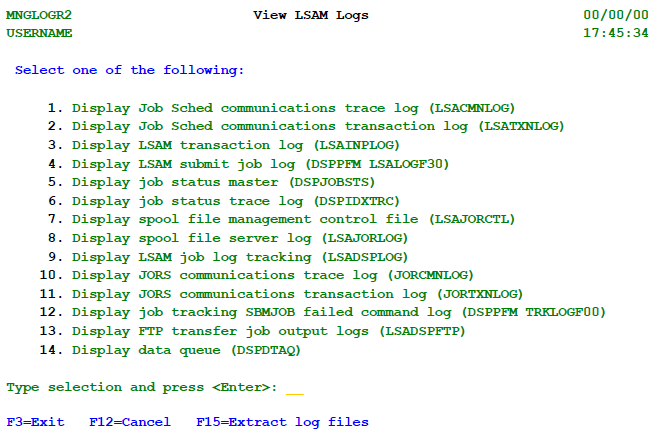 MNGLOGR2 View LSAM Logs 00/00/00
USERNAME 17:45:34
Select one of the following:
1. Display Job Sched communications trace log (LSACMNLOG)
2. Display Job Sched communications transaction log (LSATXNLOG)
3. Display LSAM transaction log (LSAINPLOG)
4. Display LSAM submit job log (DSPPFM LSALOGF30)
5. Display job status master (DSPJOBSTS)
6. Display job status trace log (DSPIDXTRC)
7. Display spool file management control file (LSAJORCTL)
8. Display spool file server log (LSAJORLOG)
9. Display LSAM job log tracking (LSADSPLOG)
10. Display JORS communications trace log (JORCMNLOG)
11. Display JORS communications transaction log (JORTXNLOG)
12. Display job tracking SBMJOB failed command log (DSPPFM TRKLOGF00)
13. Display FTP transfer job output logs (LSADSPFTP)
14. Display data queue (DSPDTAQ)
Type selection and press <Enter>: __
F3=Exit F12=Cancel F15=Extract log files